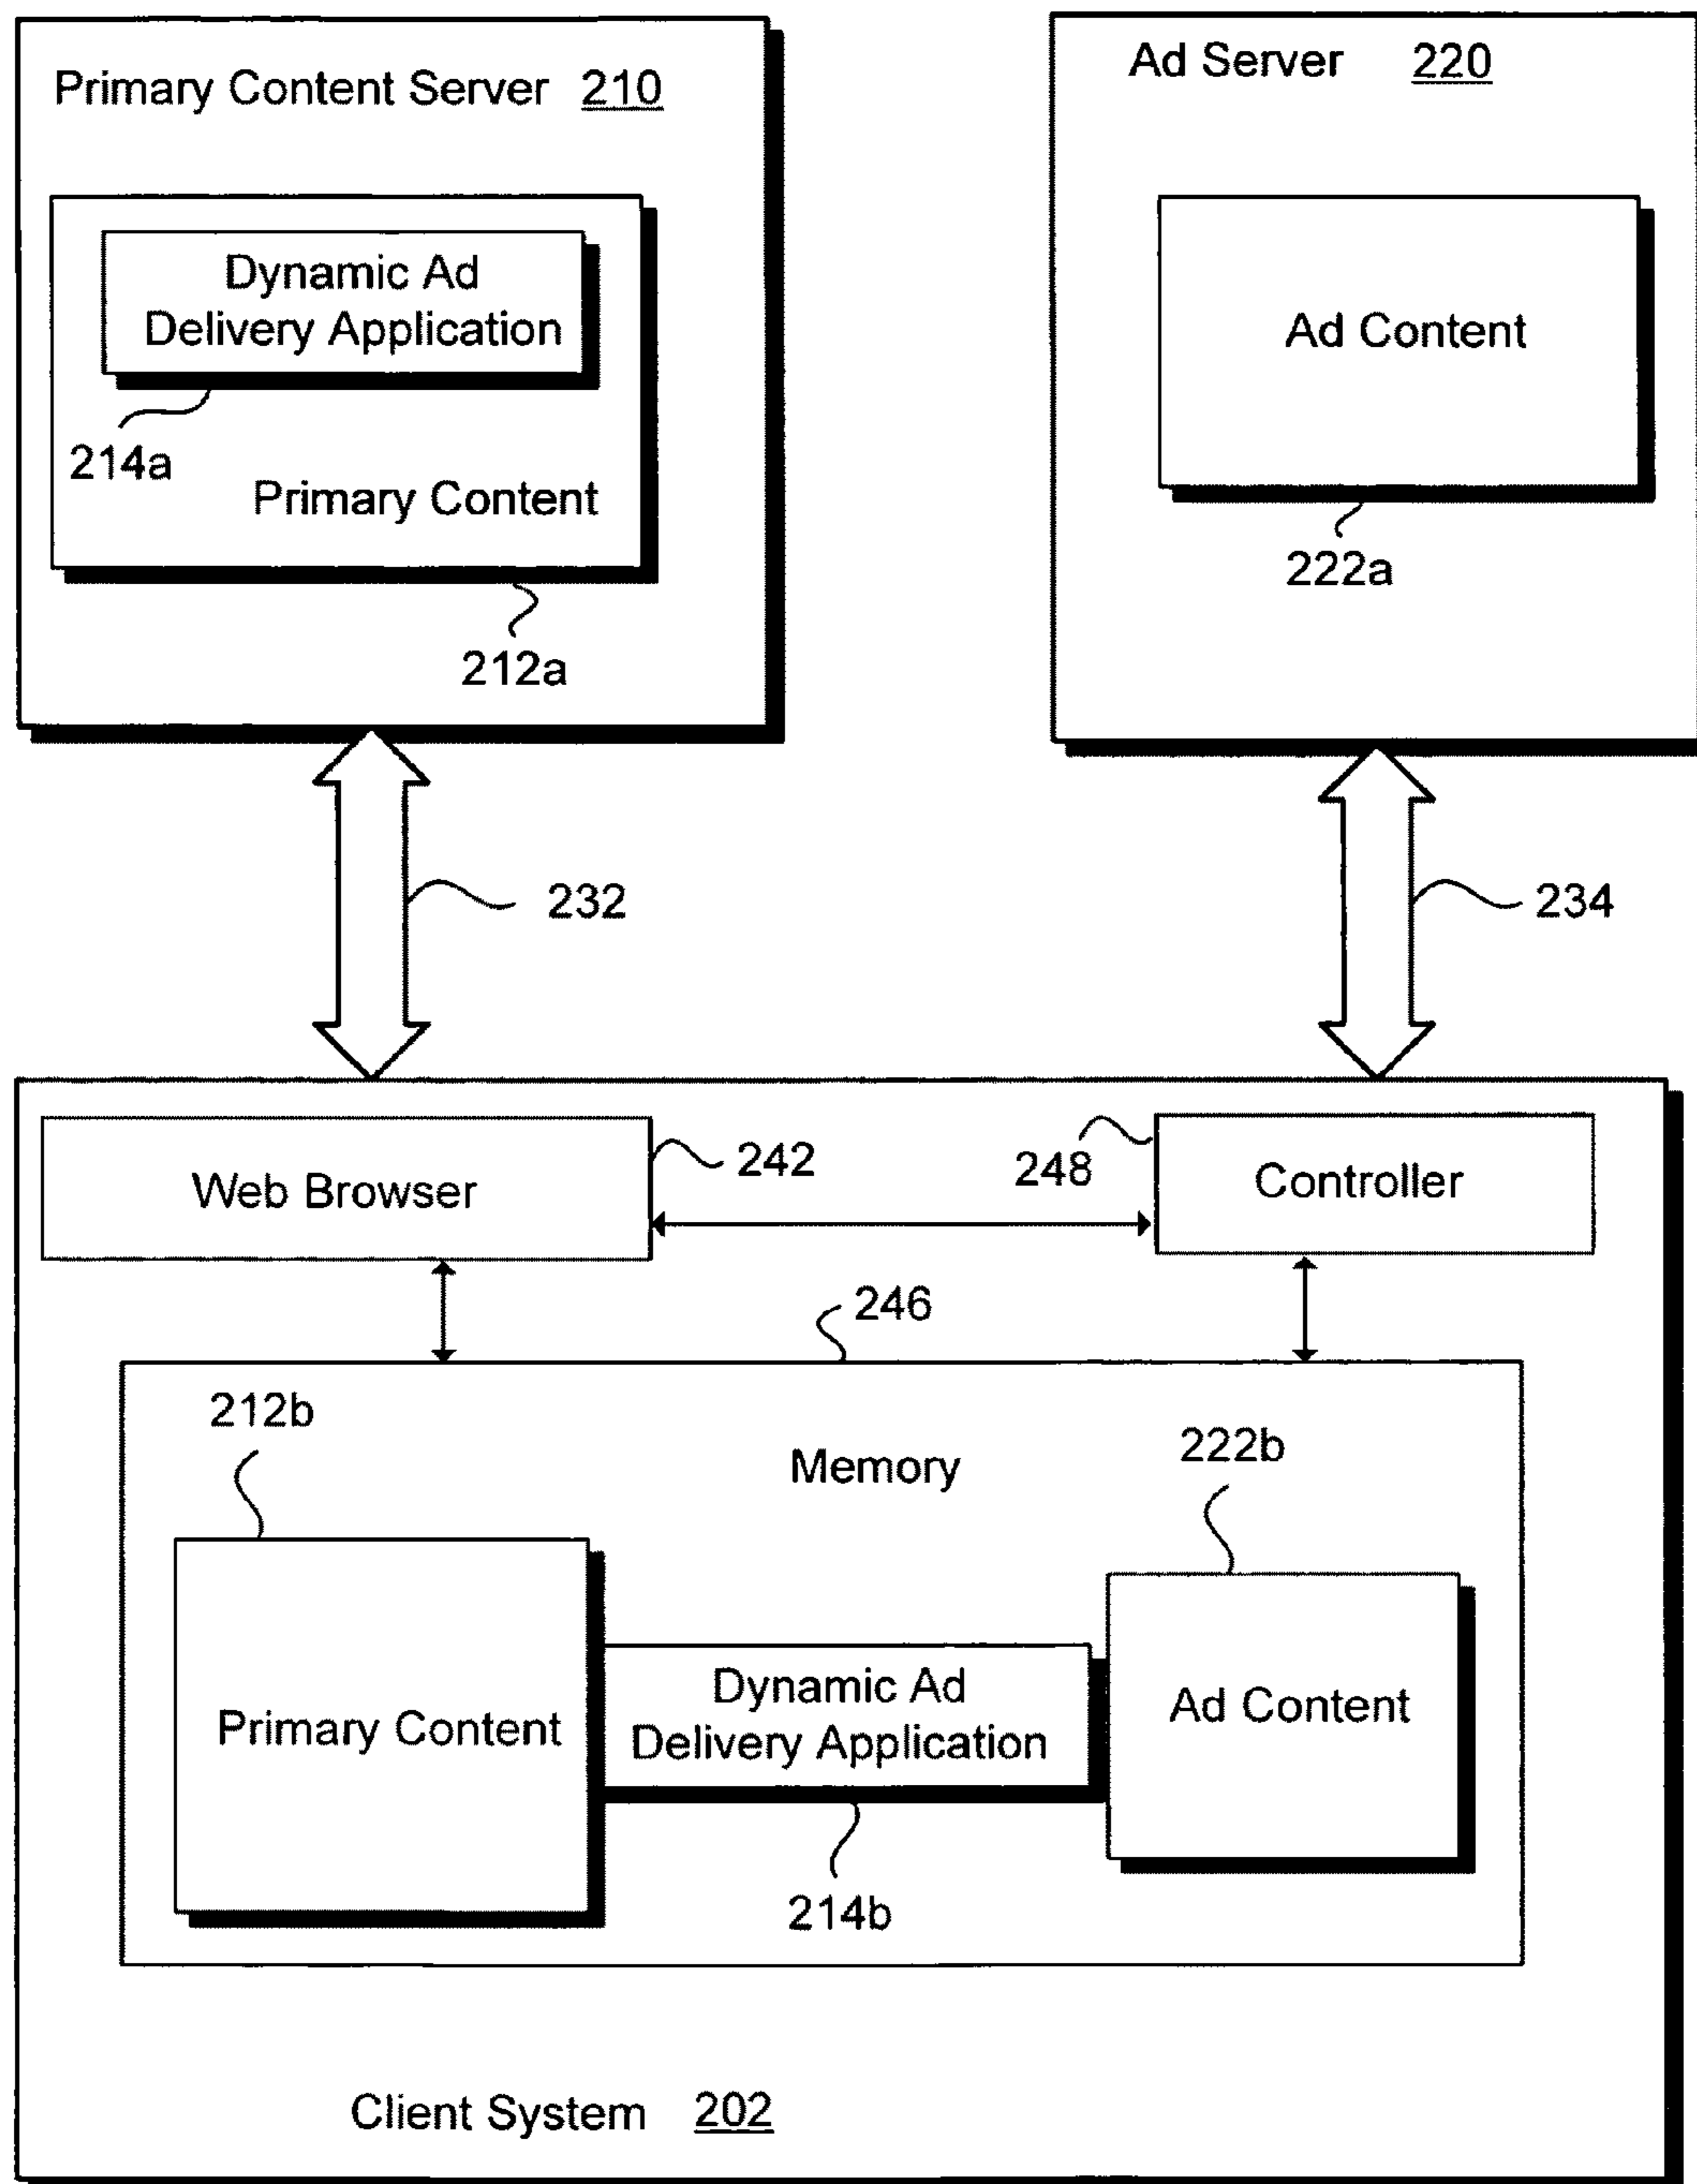 Primary Content Server 210
Dynamic Ad
Delivery Application
214a
Primary Content
212a
Ad Server 220
Ad Content
222a
232
234
Web Browser
242
248
Controller
246
212b
Memory
222b
Primary Content
Dynamic Ad
Delivery Application
Ad Content
214b
Client System 202